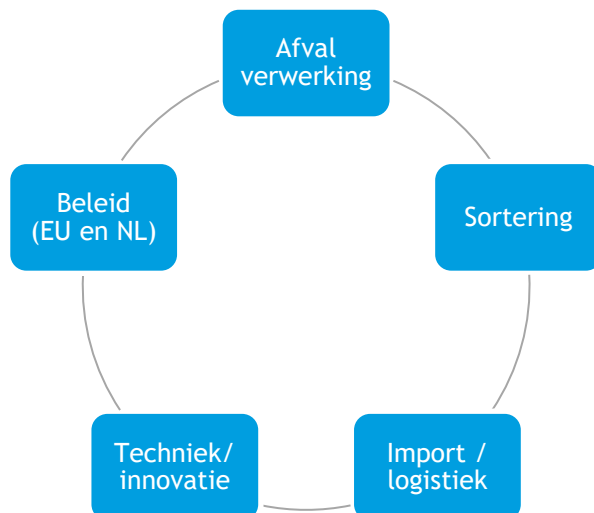 Afval
verwerking
Sortering
Import /
logistiek
Techniek/
innovatie
Beleid
(EU en NL)